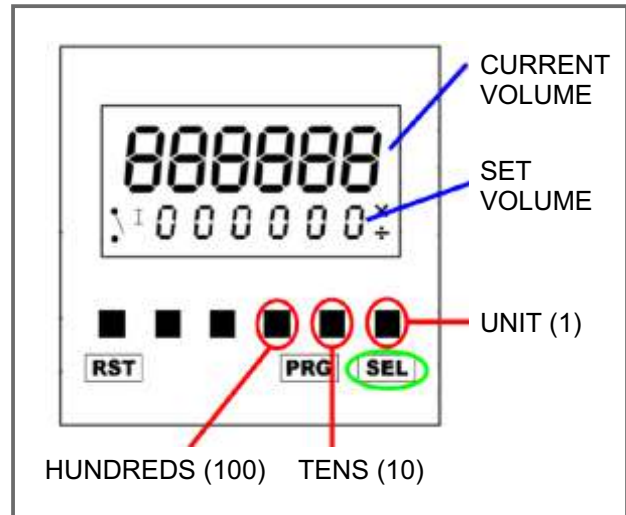 CURRENT
VOLUME
888888
SET
VOLUME
I 000000 ×
÷
UNIT (1)
RST PRG SEL
HUNDREDS (100) TENS (10)